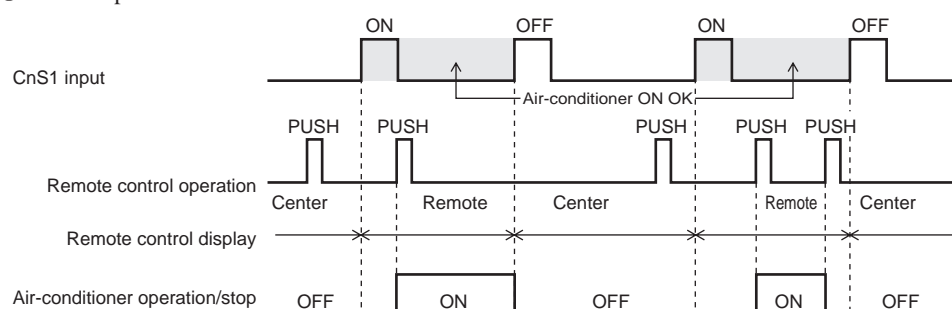 ON OFF ON OFF
CnS1 input
Air-conditioner ON OK
PUSH PUSH PUSH PUSH PUSH
Remote control operation
Center Remote Center Remote Center
Remote control display
Air-conditioner operation/stop OFF ON OFF ON OFF